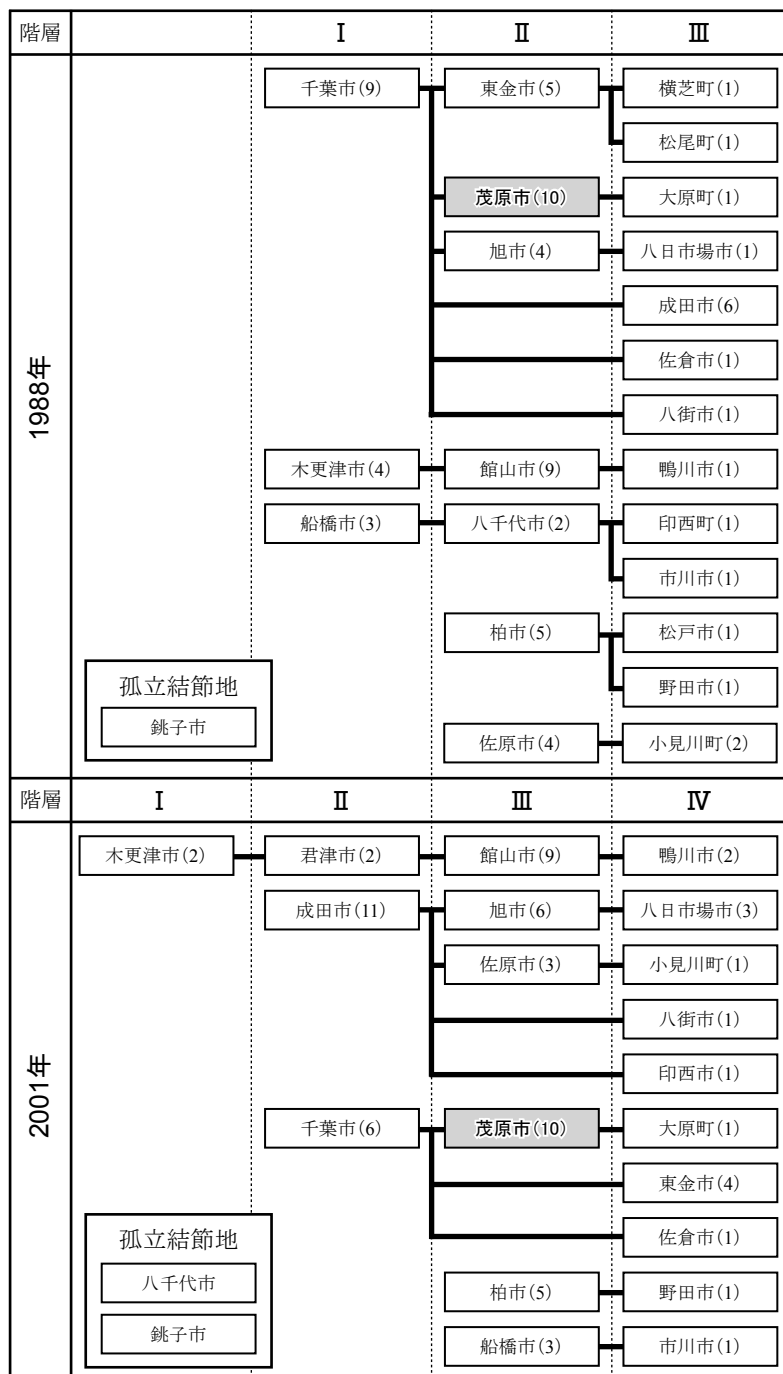 階層 Ⅰ Ⅱ Ⅲ
1988年
千葉市(9) 東金市(5) 横芝町(1)
松尾町(1)
茂原市(10) 大原町(1)
旭市(4) 八日市場市(1)
成田市(6)
佐倉市(1)
八街市(1)
木更津市(4) 館山市(9) 鴨川市(1)
船橋市(3) 八千代市(2) 印西町(1)
市川市(1)
柏市(5) 松戸市(1)
野田市(1)
孤立結節地
銚子市
佐原市(4) 小見川町(2)
階層 Ⅰ Ⅱ Ⅲ Ⅳ
2001年
木更津市(2) 君津市(2) 館山市(9) 鴨川市(2)
成田市(11) 旭市(6) 八日市場市(3)
佐原市(3) 小見川町(1)
八街市(1)
印西市(1)
千葉市(6) 茂原市(10) 大原町(1)
東金市(4)
佐倉市(1)
孤立結節地
八千代市
銚子市
柏市(5) 野田市(1)
船橋市(3) 市川市(1)